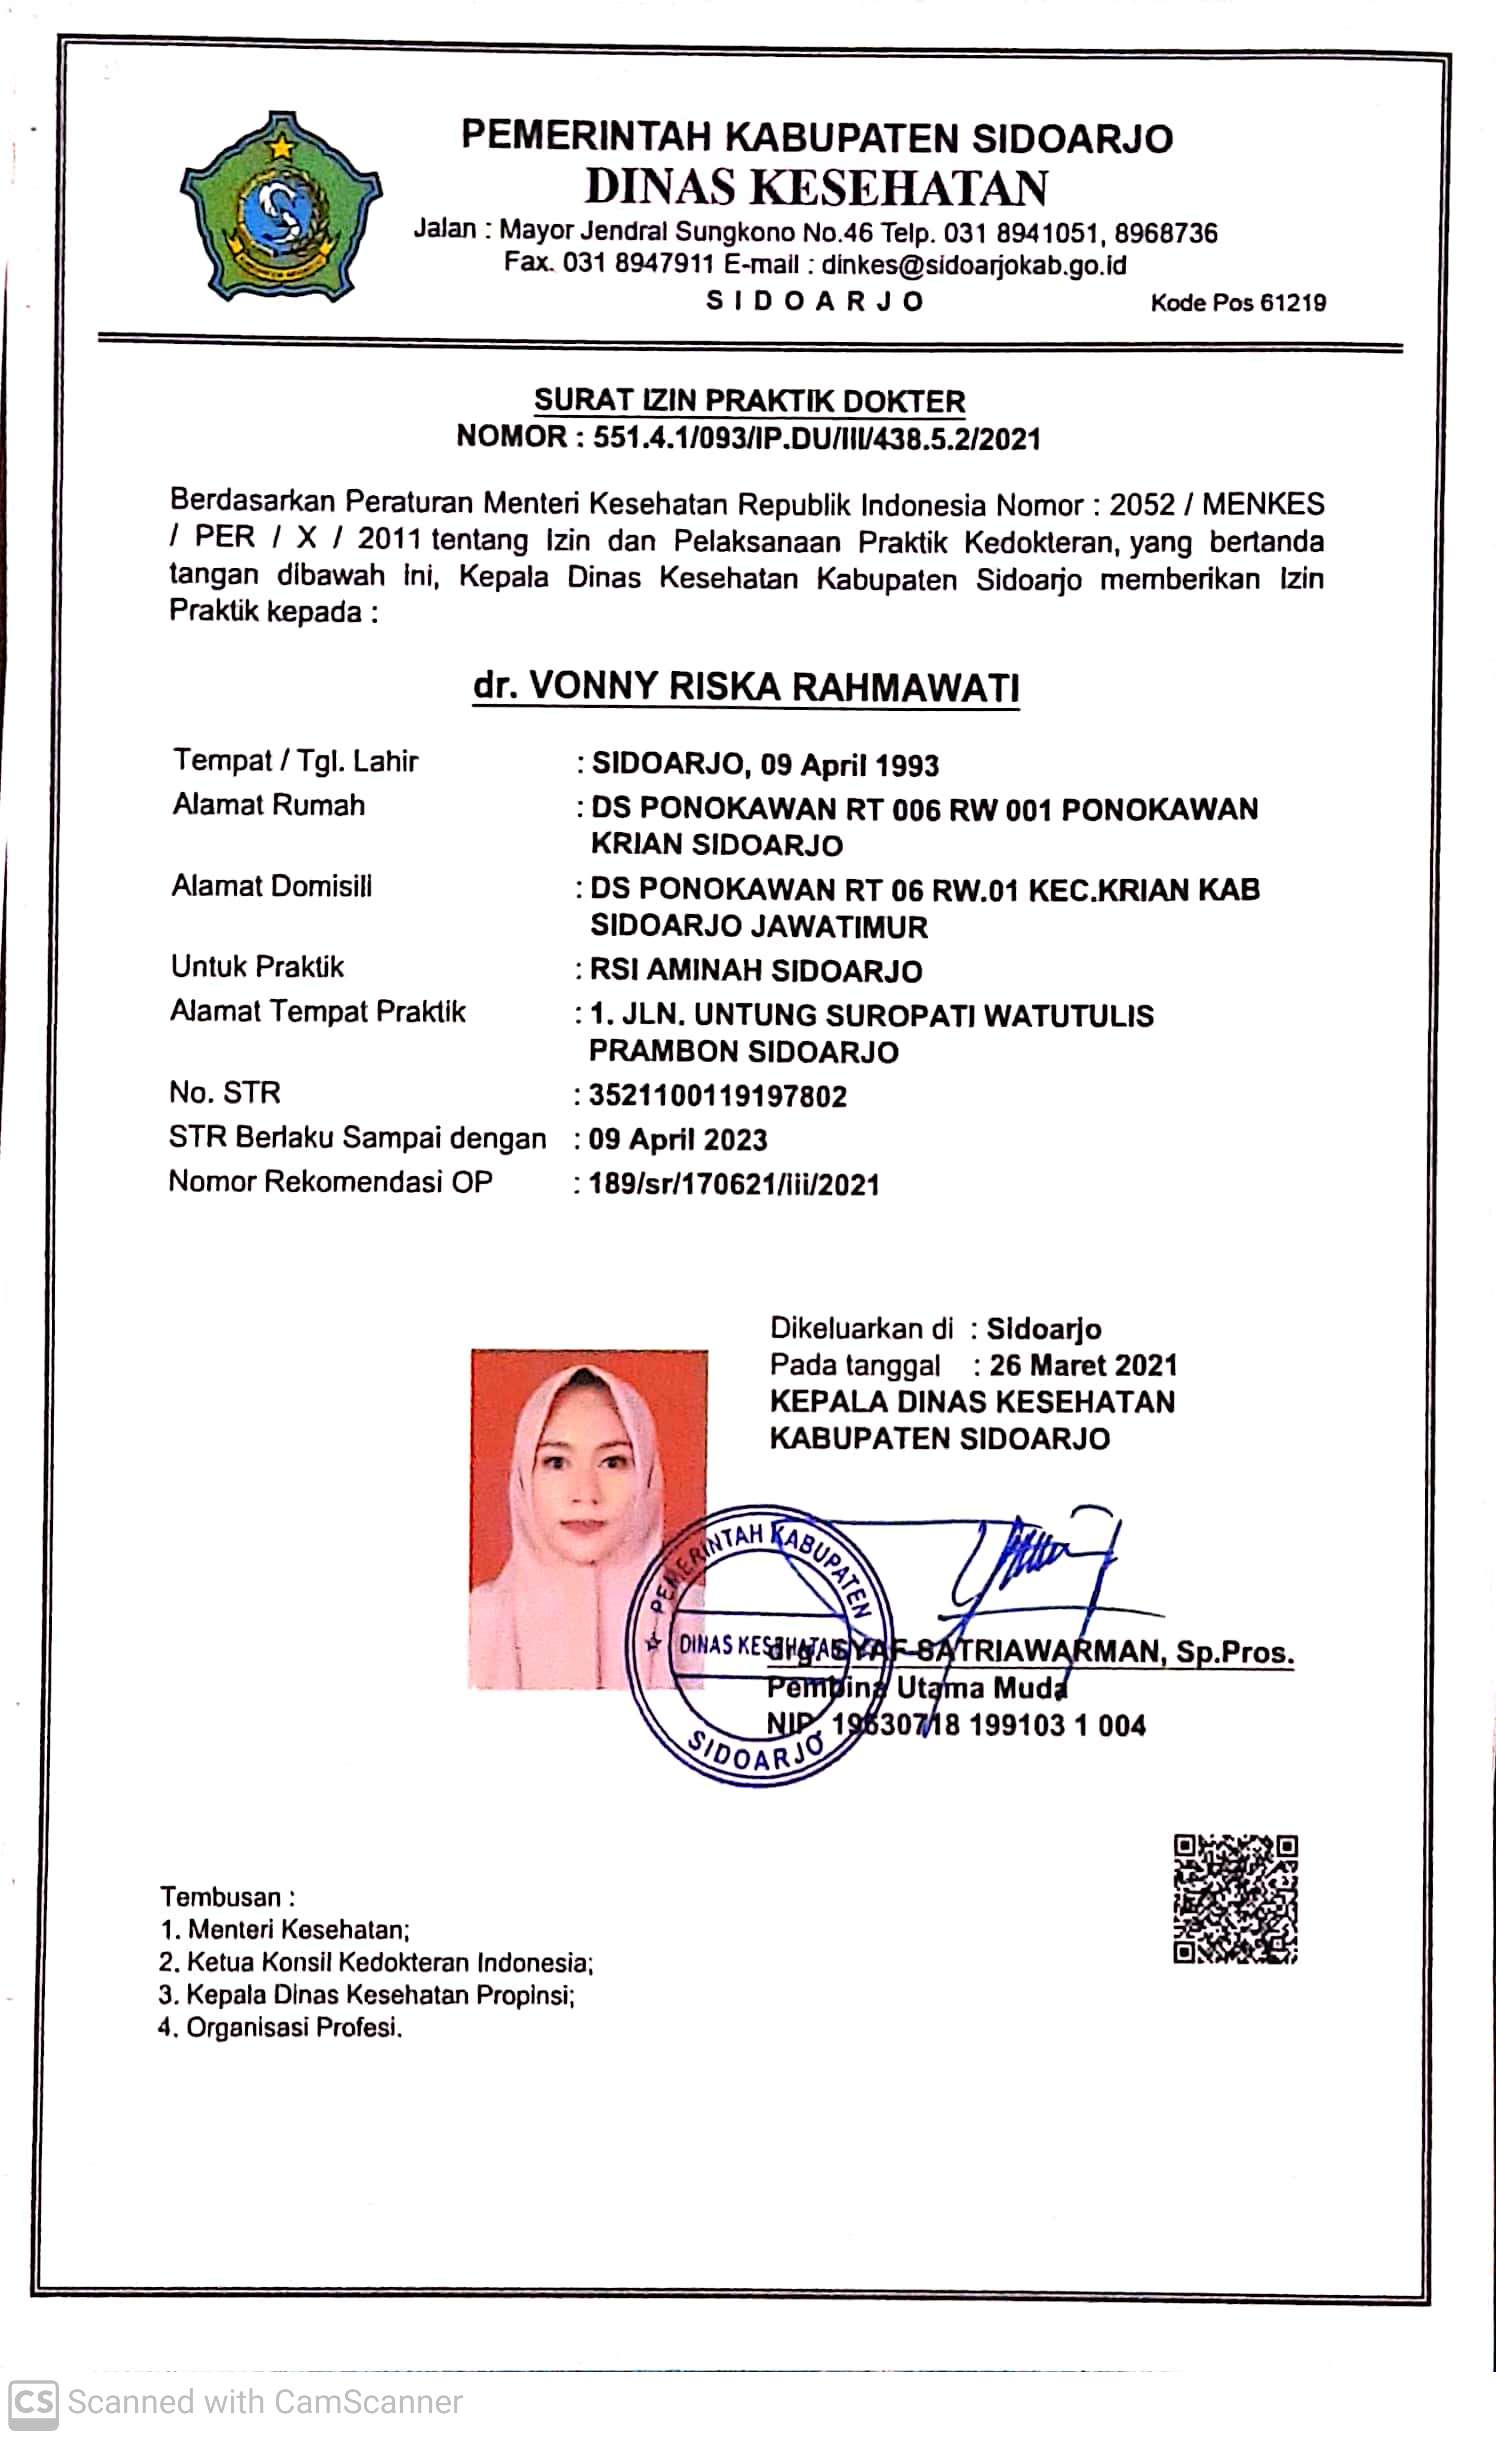 PEMERINTAH KABUPATEN SIDOARJO
DINAS KESEHATAN
Jalan : Mayor Jendral Sungkono No.46 Telp. 031 8941051, 8968736
Fax. 031 8947911 E-mail : dinkes@sidoarjokab.go.id
SIDOARJO Kode Pos 61219
SURAT IZIN PRAKTIK DOKTER
NOMOR : 551.4.1/093/IP.DU/III/438.5.2/2021
Berdasarkan Peraturan Menteri Kesehatan Republik Indonesia Nomor : 2052 / MENKES
/ PER / X / 2011 tentang Izin dan Pelaksanaan Praktik Kedokteran, yang bertanda
tangan dibawah ini, Kepala Dinas Kesehatan Kabupaten Sidoarjo memberikan Izin
Praktik kepada :
dr. VONNY RISKA RAHMAWATI
Tempat / Tgl. Lahir : SIDOARJO, 09 April 1993
Alamat Rumah : DS PONOKAWAN RT 006 RW 001 PONOKAWAN
KRIAN SIDOARJO
Alamat Domisili : DS PONOKAWAN RT 06 RW.01 KEC.KRIAN KAB
SIDOARJO JAWATIMUR
Untuk Praktik : RSI AMINAH SIDOARJO
Alamat Tempat Praktik : 1. JLN. UNTUNG SUROPATI WATUTULIS
PRAMBON SIDOARJO
No. STR : 3521100119197802
STR Berlaku Sampai dengan : 09 April 2023
Nomor Rekomendasi OP : 189/sr/170621/iii/2021
Dikeluarkan di : Sidoarjo
Pada tanggal : 26 Maret 2021
KEPALA DINAS KESEHATAN
KABUPATEN SIDOARJO
PEMERINTAH KABUPATEN
DINAS KESEHATAN
SIDOARJO
SATRIAWARMAN, Sp.Pros.
Pembina Utama Muda
NIP. 19630718 199103 1 004
Tembusan :
1. Menteri Kesehatan;
2. Ketua Konsil Kedokteran Indonesia;
3. Kepala Dinas Kesehatan Propinsi;
4. Organisasi Profesi.
CS Scanned with CamScanner